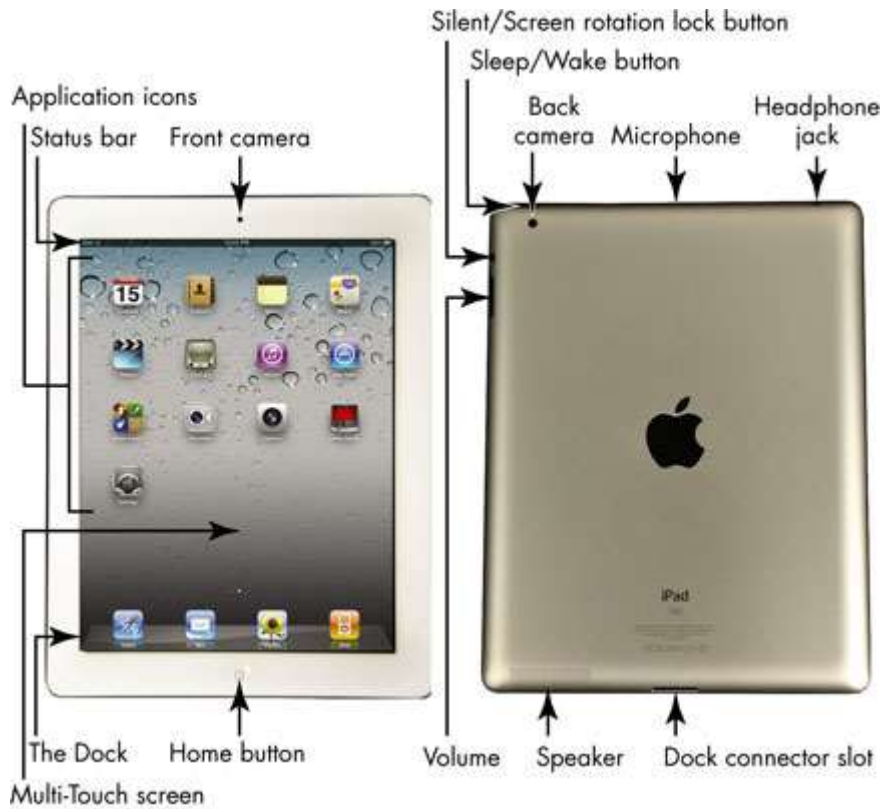 Silent/Screen rotation lock button
Sleep/Wake button
Application icons
Back
camera
Microphone
Headphone
jack
Status bar
Front camera
15
iPad
The Dock
Home button
Volume
Speaker
Dock connector slot
Multi-Touch screen